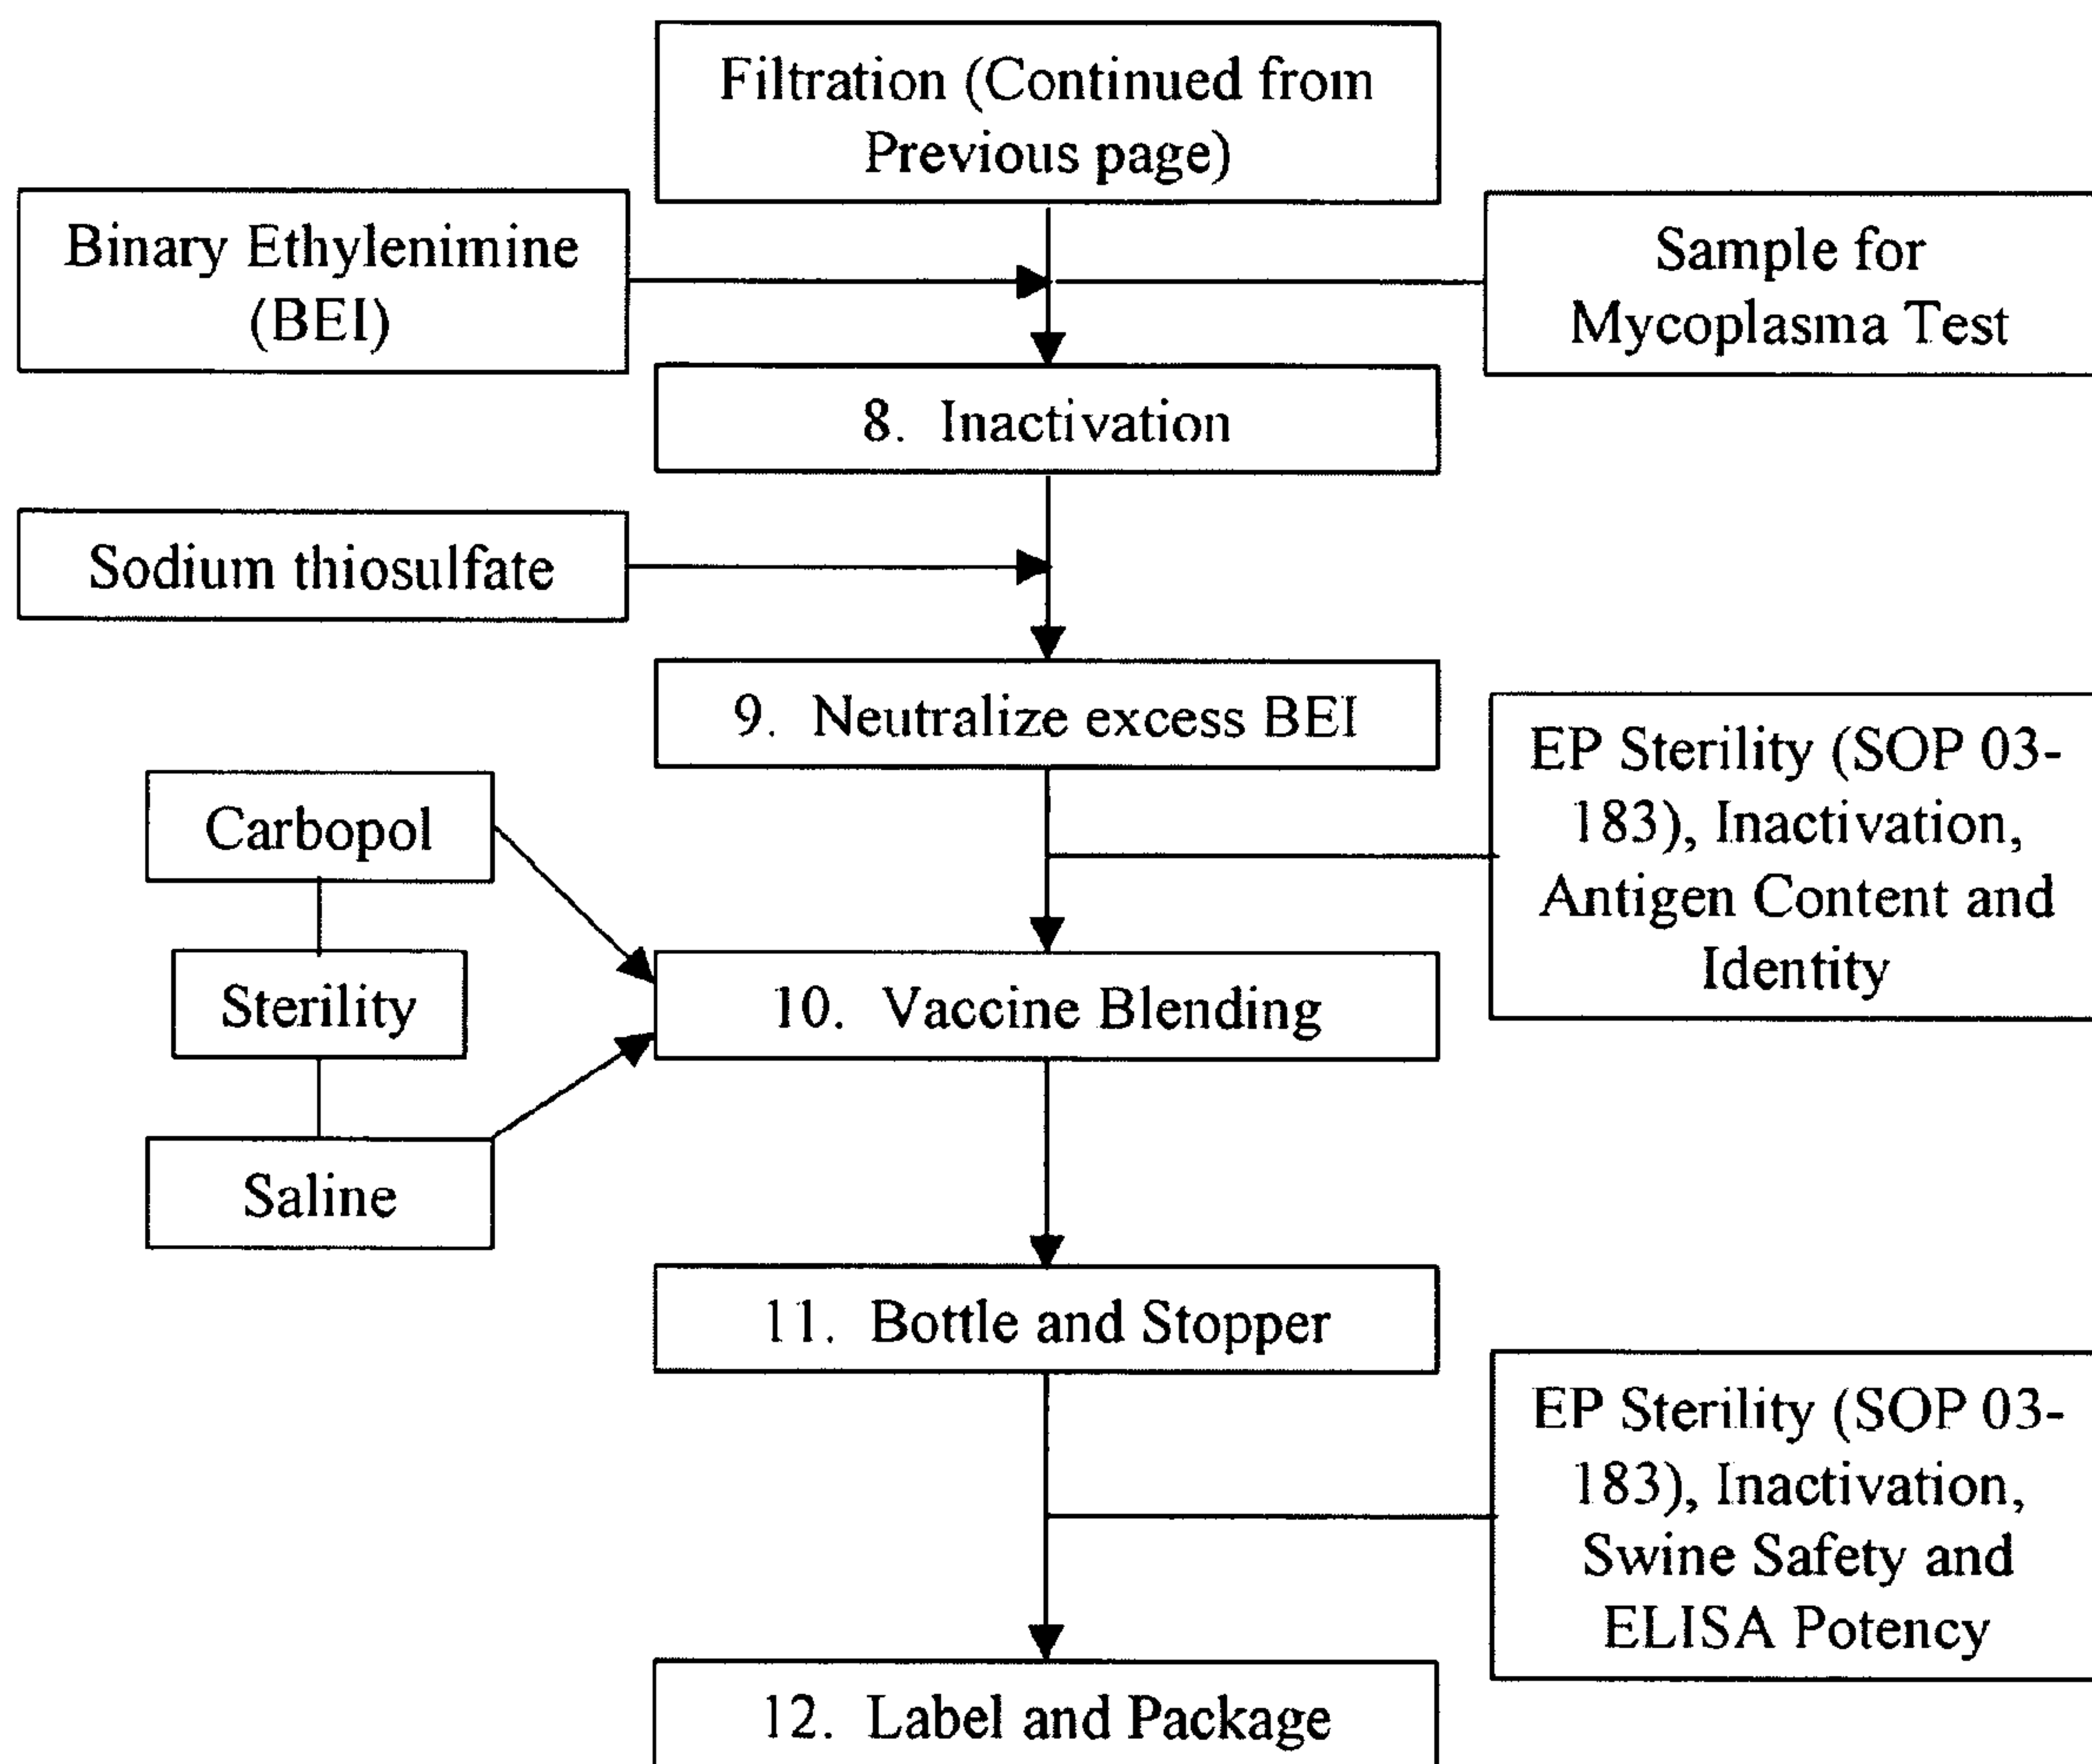 Filtration (Continued from
Previous page)
Binary Ethylenimine
(BEI)
Sample for
Mycoplasma Test
8. Inactivation
Sodium thiosulfate
9. Neutralize excess BEI
EP Sterility (SOP 03-
183), Inactivation,
Antigen Content and
Identity
Carbopol
Sterility
10. Vaccine Blending
Saline
11. Bottle and Stopper
EP Sterility (SOP 03-
183), Inactivation,
Swine Safety and
ELISA Potency
12. Label and Package